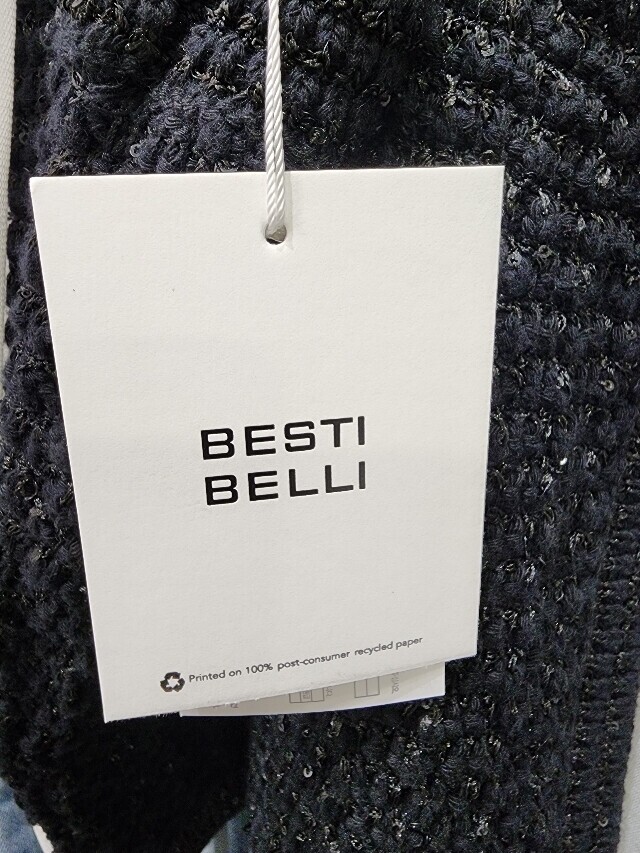 BESTI
BELLI
Printed on 100% post-consumer recycled paper